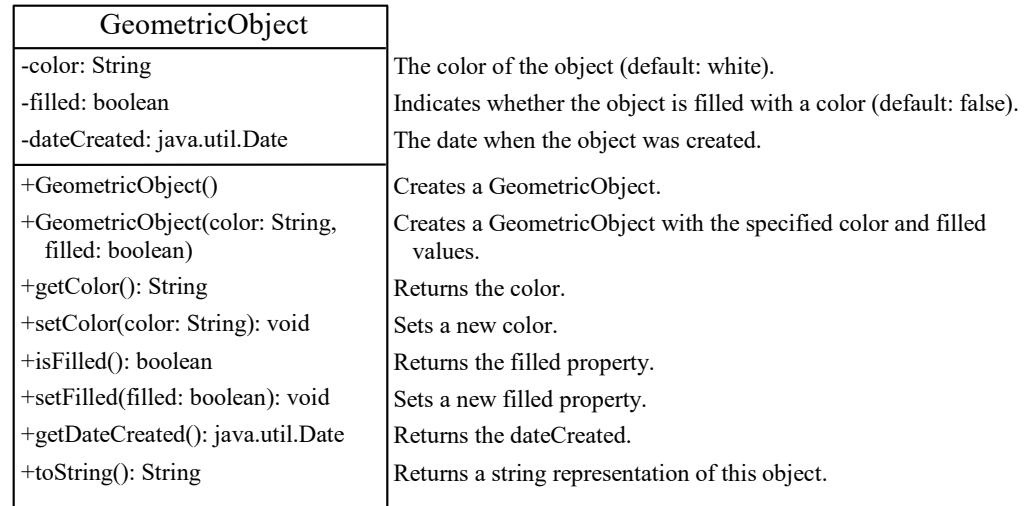 GeometricObject
-color: String The color of the object (default: white).
-filled: boolean Indicates whether the object is filled with a color (default: false).
-dateCreated: java.util.Date The date when the object was created.
+GeometricObject() Creates a GeometricObject.
+GeometricObject(color: String, Creates a GeometricObject with the specified color and filled
filled: boolean) values.
+getColor(): String Returns the color.
+setColor(color: String): void Sets a new color.
+isFilled(): boolean Returns the filled property.
+setFilled(filled: boolean): void Sets a new filled property.
+getDateCreated(): java.util.Date Returns the dateCreated.
+toString(): String Returns a string representation of this object.